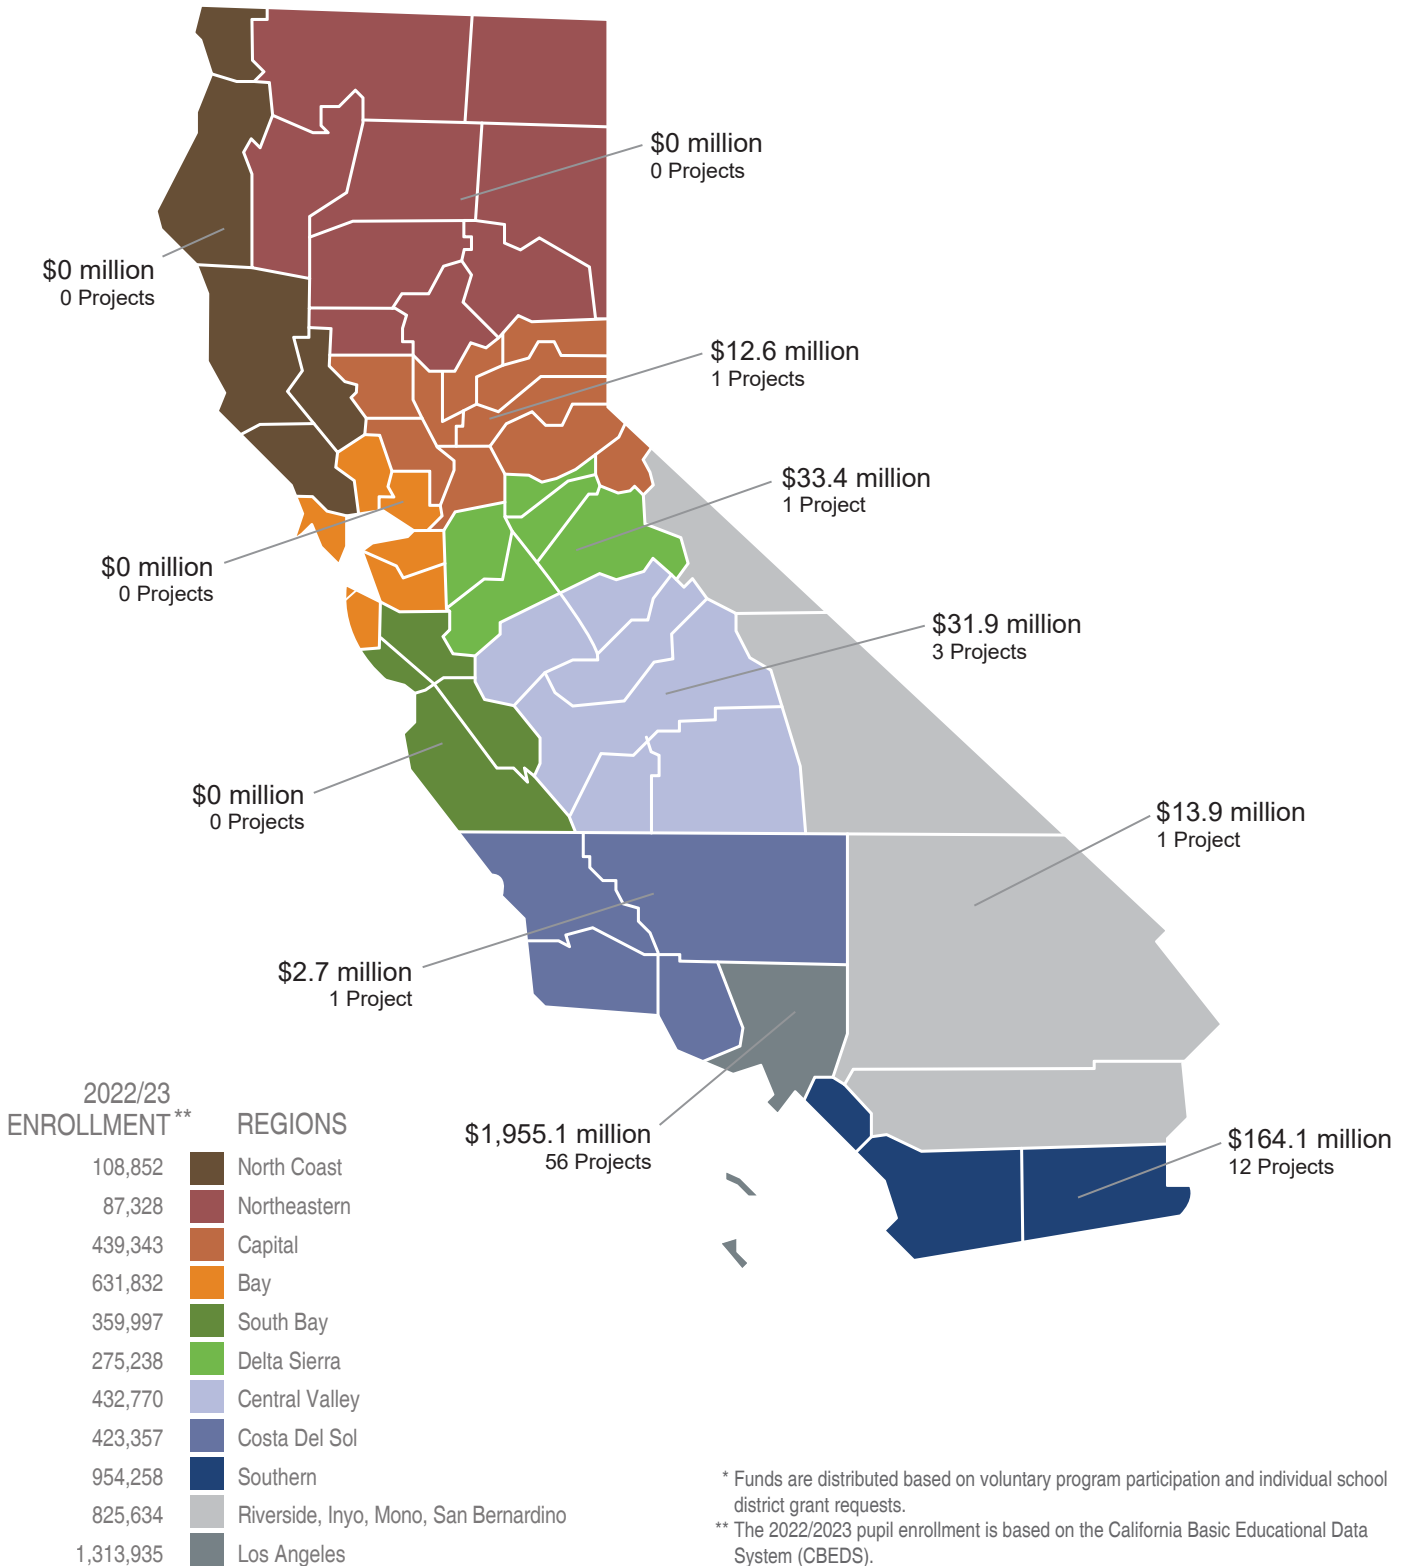 $0 million
0 Projects
$0 million
0 Projects
$12.6 million
1 Projects
$33.4 million
1 Project
$0 million
0 Projects
$31.9 million
3 Projects
$0 million
0 Projects
$13.9 million
1 Project
$2.7 million
1 Project
$1,955.1 million
56 Projects
$164.1 million
12 Projects
2022/23
ENROLLMENT** REGIONS
108,852 North Coast
87,328 Northeastern
439,343 Capital
631,832 Bay
359,997 South Bay
275,238 Delta Sierra
432,770 Central Valley
423,357 Costa Del Sol
954,258 Southern
825,634 Riverside, Inyo, Mono, San Bernardino
1,313,935 Los Angeles
* Funds are distributed based on voluntary program participation and individual school
district grant requests.
** The 2022/2023 pupil enrollment is based on the California Basic Educational Data
System (CBEDS).